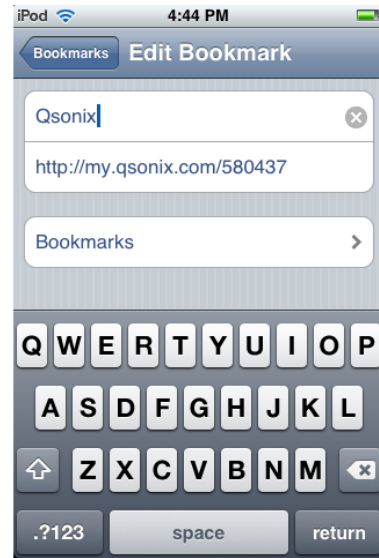 iPod 4:44 PM
Bookmarks Edit Bookmark
Qsonix
http://my.qsonix.com/580437
Bookmarks
Q W E R T Y U I O P
A S D F G H J K L
Z X C V B N M
.?123 space return